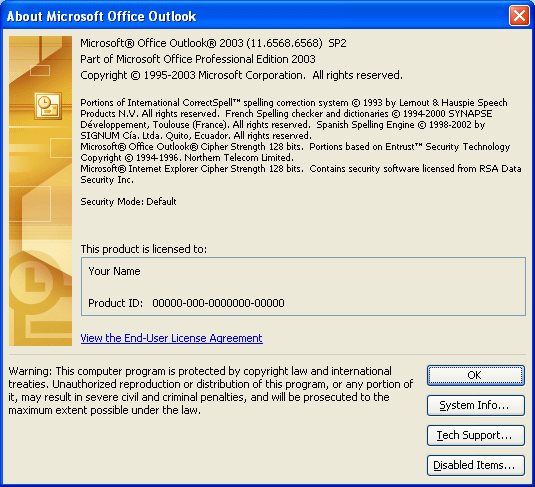 About Microsoft Office Outlook
Microsoft® Office Outlook® 2003 (11.6568.6568)  SP2
Part of Microsoft Office Professional Edition 2003
Copyright © 1995-2003 Microsoft Corporation.  All rights reserved.
Portions of International CorrectSpell™ spelling correction system © 1993 by Lernout & Hauspie Speech
Products N.V. All rights reserved.  French Spelling checker and dictionaries © 1994-2000 SYNAPSE
Développement, Toulouse (France). All rights reserved.  Spanish Spelling Engine © 1998-2002 by
SIGNUM Cía. Ltda. Quito, Ecuador. All rights reserved.
Microsoft® Office Outlook® Cipher Strength 128 bits.  Portions based on Entrust™ Security Technology
Copyright © 1994-1996. Northern Telecom Limited.
Microsoft® Internet Explorer Cipher Strength 128 bits.  Contains security software licensed from RSA Data
Security Inc.
Security Mode: Default
This product is licensed to:
Your Name
Product ID:   00000-000-0000000-00000
View the End-User License Agreement
Warning: This computer program is protected by copyright law and international
treaties. Unauthorized reproduction or distribution of this program, or any portion of
it, may result in severe civil and criminal penalties, and will be prosecuted to the
maximum extent possible under the law.
OK
System Info...
Tech Support...
Disabled Items...